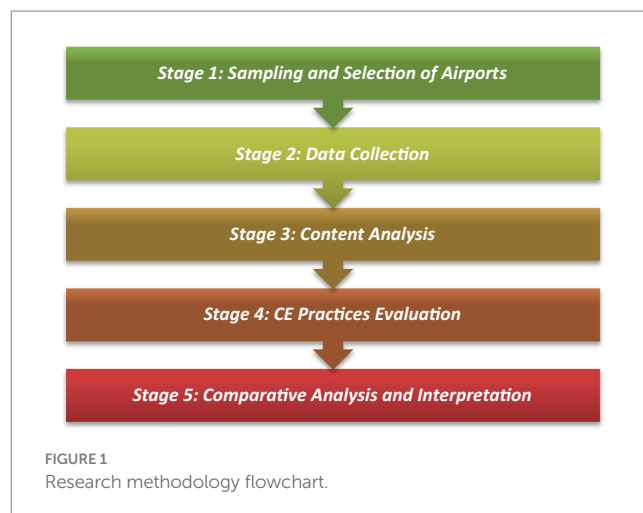 Stage 1: Sampling and Selection of Airports
Stage 2: Data Collection
Stage 3: Content Analysis
Stage 4: CE Practices Evaluation
Stage 5: Comparative Analysis and Interpretation
FIGURE 1
Research methodology flowchart.